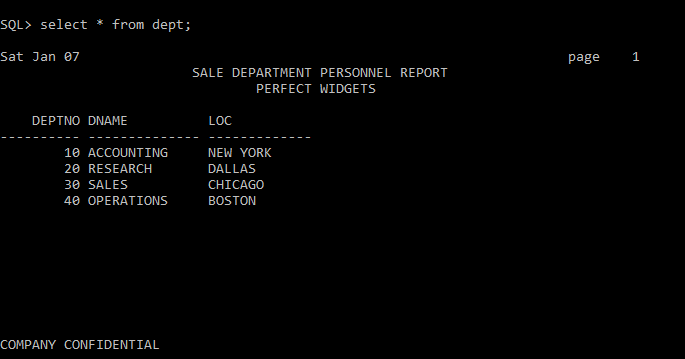 SQL> select * from dept;
Sat Jan 07                                                             page    1
                        SALE DEPARTMENT PERSONNEL REPORT
                                PERFECT WIDGETS
    DEPTNO DNAME          LOC
---------- -------------- -------------
        10 ACCOUNTING     NEW YORK
        20 RESEARCH       DALLAS
        30 SALES          CHICAGO
        40 OPERATIONS     BOSTON
COMPANY CONFIDENTIAL